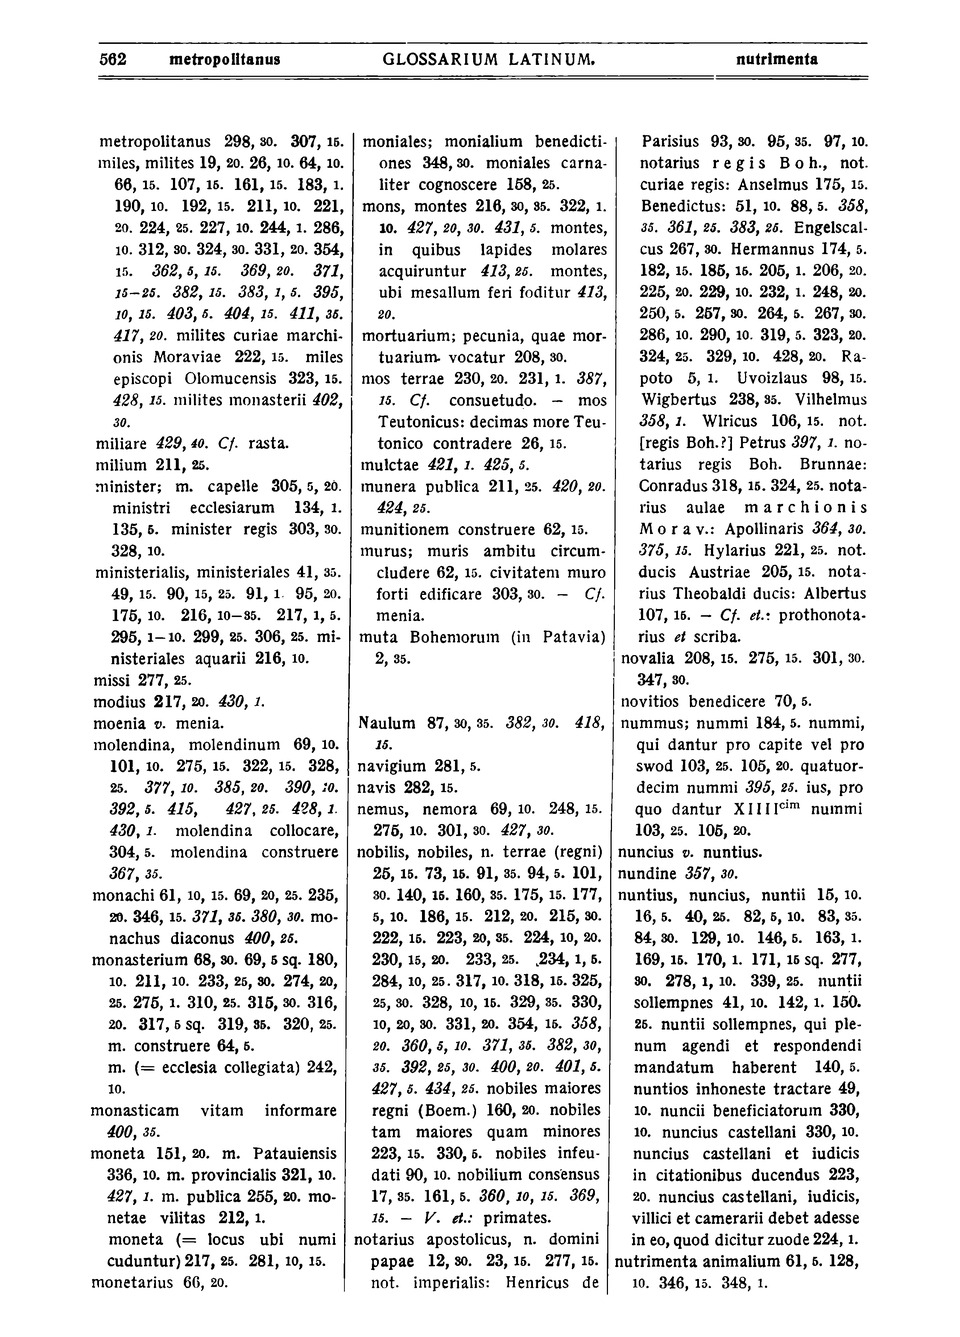 562 metropolitanus GLOSSARIUM LATINUM. nutrimenta
metropolitanus 298, 30. 307, 15.
miles, milites 19, 20. 26, 10. 64, 10.
66, 15. 107, 15. 161, 15. 183, 1.
190, 10. 192, 15. 211, 10. 221,
20. 224, 25. 227, 10. 244, 1. 286,
10. 312, 30. 324, 30. 331, 20. 354,
15. 362, 5, 15. 369, 20. 371,
15–25. 382, 15. 383, 1, 5. 395,
10, 15. 403, 5. 404, 15. 411, 35.
417, 20. milites curiae marchi-
onis Moraviae 222, 15. miles
episcopi Olomucensis 323, 15.
428, 15. milites monasterii 402,
30.
miliare 429, 40. Cf. rasta.
milium 211, 25.
minister; m. capelle 305, 5, 20.
ministri ecclesiarum 134, 1.
135, 5. minister regis 303, 30.
328, 10.
ministerialis, ministeriales 41, 35.
49, 15. 90, 15, 25. 91, 1. 95, 20.
175, 10. 216, 10–35. 217, 1, 5.
295, 1–10. 299, 25. 306, 25. mi-
nisteriales aquarii 216, 10.
missi 277, 25.
modius 217, 20. 430, 1.
moenia v. menia.
molendina, molendinum 69, 10.
101, 10. 275, 15. 322, 15. 328,
25. 377, 10. 385, 20. 390, 10.
392, 5. 415, 427, 25. 428, 1.
430, 1. molendina collocare,
304, 5. molendina construere
367, 35.
monachi 61, 10, 15. 69, 20, 25. 235,
20. 346, 15. 371, 35. 380, 30. mo-
nachus diaconus 400, 25.
monasterium 68, 30. 69, 5 sq. 180,
10. 211, 10. 233, 25, 30. 274, 20,
25. 275, 1. 310, 25. 315, 30. 316,
20. 317, 5 sq. 319, 35. 320, 25.
m. construere 64, 5.
m. (= ecclesia collegiata) 242,
10.
monasticam vitam informare
400, 35.
moneta 151, 20. m. Patauiensis
336, 10. m. provincialis 321, 10.
427, 1. m. publica 255, 20. mo-
netae vilitas 212, 1.
moneta (= locus ubi numi
cuduntur) 217, 25. 281, 10, 15.
monetarius 66, 20.
moniales; monialium benedicti-
ones 348, 30. moniales carna-
liter cognoscere 158, 25.
mons, montes 216, 30, 35. 322, 1.
10. 427, 20, 30. 431, 5. montes,
in quibus lapides molares
acquiruntur 413, 25. montes,
ubi mesallum feri foditur 413,
20.
mortuarium; pecunia, quae mor-
tuarium vocatur 208, 30.
mos terrae 230, 20. 231, 1. 387,
15. Cf. consuetudo. — mos
Teutonicus: decimas more Teu-
tonico contradere 26, 15.
mulctae 421, 1. 425, 5.
munera publica 211, 25. 420, 20.
424, 25.
munitionem construere 62, 15.
murus; muris ambitu circum-
cludere 62, 15. civitatem muro
forti edificare 303, 30. — Cf.
menia.
muta Bohemorum (in Patavia)
2, 35.
Naulum 87, 30, 35. 382, 30. 418,
15.
navigium 281, 5.
navis 282, 15.
nemus, nemora 69, 10. 248, 15.
275, 10. 301, 30. 427, 30.
nobilis, nobiles, n. terrae (regni)
25, 15. 73, 15. 91, 35. 94, 5. 101,
30. 140, 15. 160, 35. 175, 15. 177,
5, 10. 186, 15. 212, 20. 215, 30.
222, 15. 223, 20, 35. 224, 10, 20.
230, 15, 20. 233, 25. 234, 1, 5.
284, 10, 25. 317, 10. 318, 15. 325,
25, 30. 328, 10, 15. 329, 35. 330,
10, 20, 30. 331, 20. 354, 15. 358,
20. 360, 5, 10. 371, 35. 382, 30,
35. 392, 25, 30. 400, 20. 401, 5.
427, 5. 434, 25. nobiles maiores
regni (Boem.) 160, 20. nobiles
tam maiores quam minores
223, 15. 330, 5. nobiles infeu-
dati 90, 10. nobilium consensus
17, 35. 161, 5. 360, 10, 15. 369,
15. — V. et.: primates.
notarius apostolicus, n. domini
papae 12, 30. 23, 15. 277, 15.
not. imperialis: Henricus de
Parisius 93, 30. 95, 35. 97, 10.
notarius regis Boh., not.
curiae regis: Anselmus 175, 15.
Benedictus: 51, 10. 88, 5. 358,
35. 361, 25. 383, 25. Engelscal-
cus 267, 30. Hermannus 174, 5.
182, 15. 185, 15. 205, 1. 206, 20.
225, 20. 229, 10. 232, 1. 248, 20.
250, 5. 257, 30. 264, 5. 267, 30.
286, 10. 290, 10. 319, 5. 323, 20.
324, 25. 329, 10. 428, 20. Ra-
poto 5, 1. Uvoizlaus 98, 15.
Wigbertus 238, 35. Vilhelmus
358, 1. Wlricus 106, 15. not.
[regis Boh.?] Petrus 397, 1. no-
tarius regis Boh. Brunnae:
Conradus 318, 15. 324, 25. nota-
rius aulae marchionis
Morav.: Apollinaris 364, 30.
375, 15. Hylarius 221, 25. not.
ducis Austriae 205, 15. nota-
rius Theobaldi ducis: Albertus
107, 15. — Cf. et.: prothonota-
rius et scriba.
novalia 208, 15. 275, 15. 301, 30.
347, 30.
novitios benedicere 70, 5.
nummus; nummi 184, 5. nummi,
qui dantur pro capite vel pro
swod 103, 25. 105, 20. quatuor-
decim nummi 395, 25. ius, pro
quo dantur XIIIIcim nummi
103, 25. 105, 20.
nuncius v. nuntius.
nundine 357, 30.
nuntius, nuncius, nuntii 15, 10.
16, 5. 40, 25. 82, 5, 10. 83, 35.
84, 30. 129, 10. 146, 5. 163, 1.
169, 15. 170, 1. 171, 15 sq. 277,
30. 278, 1, 10. 339, 25. nuntii
sollempnes 41, 10. 142, 1. 150.
25. nuntii sollempnes, qui ple-
num agendi et respondendi
mandatum haberent 140, 5.
nuntios inhoneste tractare 49,
10. nuncii beneficiatorum 330,
10. nuncius castellani 330, 10.
nuncius castellani et iudicis
in citationibus ducendus 223,
20. nuncius castellani, iudicis,
villici et camerarii debet adesse
in eo, quod dicitur zuode 224, 1.
nutrimenta animalium 61, 5. 128,
10. 346, 15. 348, 1.